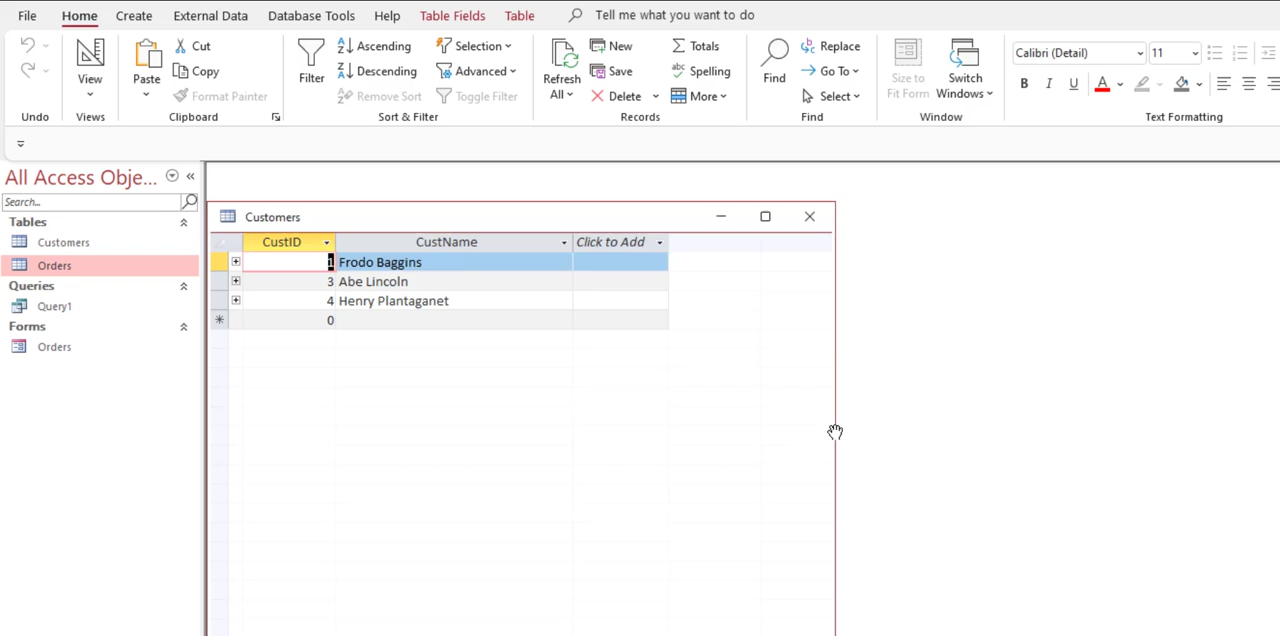 File Home Create External Data Database Tools Help Table Fields Table Tell me what you want to do
View
Views
Undo
Paste
Cut
Copy
Format Painter
Clipboard
Filter
Ascending
Descending
Remove Sort
Selection
Advanced
Toggle Filter
Sort & Filter
Refresh
All
New
Save
Delete
Totals
Spelling
More
Records
Find
Replace
Go To
Select
Find
Size to
Fit Form
Switch
Windows
Window
Calibri (Detail) 11
B I U A
Text Formatting
All Access Obje...
Search...
Tables
Customers
Orders
Queries
Query1
Forms
Orders
Customers
CustID CustName Click to Add
1 Frodo Baggins
3 Abe Lincoln
4 Henry Plantaganet
0